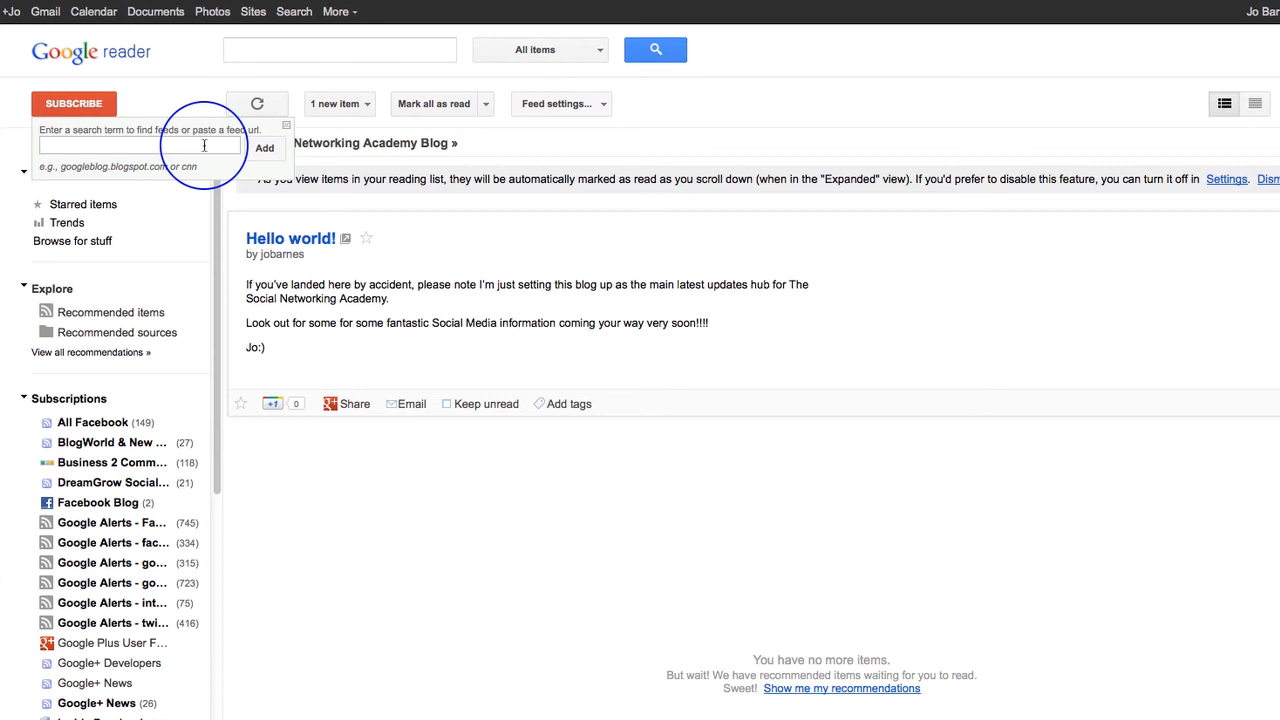 +Jo Gmail Calendar Documents Photos Sites Search More
Jo Bar
Google reader
All items
SUBSCRIBE
1 new item
Mark all as read
Feed settings...
Enter a search term to find feeds or paste a feed url.
Add
e.g., googleblog.blogspot.com or cnn
Networking Academy Blog »
As you view items in your reading list, they will be automatically marked as read as you scroll down (when in the "Expanded" view). If you'd prefer to disable this feature, you can turn it off in Settings. Dism
Starred items
Trends
Browse for stuff
Explore
Recommended items
Recommended sources
View all recommendations »
Subscriptions
All Facebook (149)
BlogWorld & New ... (27)
Business 2 Comm... (118)
DreamGrow Social... (21)
Facebook Blog (2)
Google Alerts - Fa... (745)
Google Alerts - fac... (334)
Google Alerts - go... (315)
Google Alerts - go... (723)
Google Alerts - int... (75)
Google Alerts - twi... (416)
Google Plus User F...
Google+ Developers
Google+ News
Google+ News (26)
Hello world!
by jobarnes
If you've landed here by accident, please note I'm just setting this blog up as the main latest updates hub for The
Social Networking Academy.
Look out for some for some fantastic Social Media information coming your way very soon!!!!
Jo:)
+1 0 Share Email Keep unread Add tags
You have no more items.
But wait! We have recommended items waiting for you to read.
Sweet! Show me my recommendations